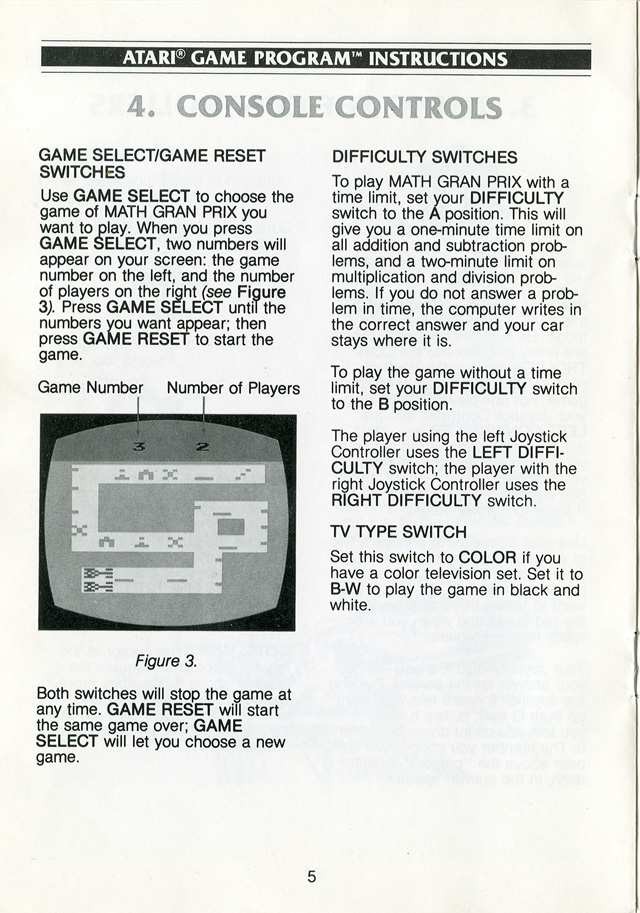 ATARI® GAME PROGRAM™ INSTRUCTIONS
4. CONSOLE CONTROLS
GAME SELECT/GAME RESET
SWITCHES
Use GAME SELECT to choose the
game of MATH GRAN PRIX you
want to play. When you press
GAME SELECT, two numbers will
appear on your screen: the game
number on the left, and the number
of players on the right (see Figure
3). Press GAME SELECT until the
numbers you want appear; then
press GAME RESET to start the
game.
Game Number Number of Players
3 2
Figure 3.
Both switches will stop the game at
any time. GAME RESET will start
the same game over; GAME
SELECT will let you choose a new
game.
DIFFICULTY SWITCHES
To play MATH GRAN PRIX with a
time limit, set your DIFFICULTY
switch to the A position. This will
give you a one-minute time limit on
all addition and subtraction prob-
lems, and a two-minute limit on
multiplication and division prob-
lems. If you do not answer a prob-
lem in time, the computer writes in
the correct answer and your car
stays where it is.
To play the game without a time
limit, set your DIFFICULTY switch
to the B position.
The player using the left Joystick
Controller uses the LEFT DIFFI-
CULTY switch; the player with the
right Joystick Controller uses the
RIGHT DIFFICULTY switch.
TV TYPE SWITCH
Set this switch to COLOR if you
have a color television set. Set it to
B-W to play the game in black and
white.
5